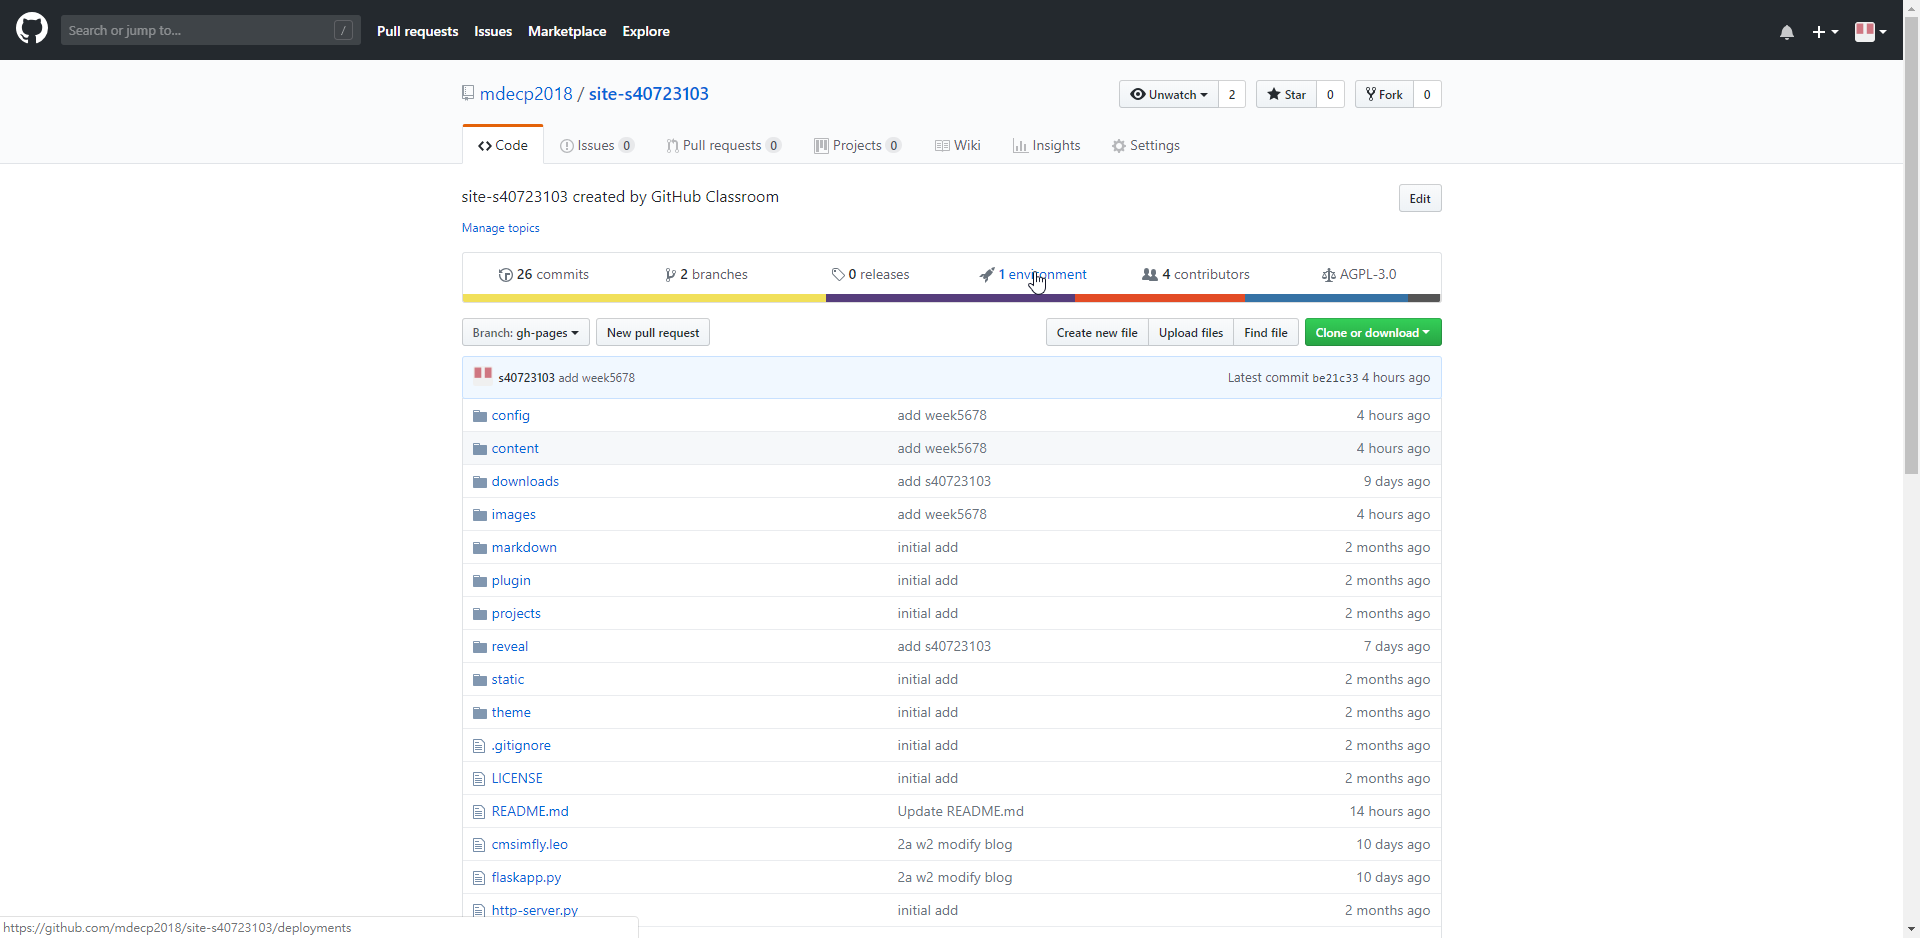 Search or jump to... / Pull requests Issues Marketplace Explore
mdecp2018 / site-s40723103 Unwatch 2 Star 0 Fork 0
Code Issues 0 Pull requests 0 Projects 0 Wiki Insights Settings
site-s40723103 created by GitHub Classroom Edit
Manage topics
26 commits 2 branches 0 releases 1 environment 4 contributors AGPL-3.0
Branch: gh-pages New pull request Create new file Upload files Find file Clone or download
s40723103 add week5678 Latest commit be21c33 4 hours ago
config add week5678 4 hours ago
content add week5678 4 hours ago
downloads add s40723103 9 days ago
images add week5678 4 hours ago
markdown initial add 2 months ago
plugin initial add 2 months ago
projects initial add 2 months ago
reveal add s40723103 7 days ago
static initial add 2 months ago
theme initial add 2 months ago
.gitignore initial add 2 months ago
LICENSE initial add 2 months ago
README.md Update README.md 14 hours ago
cmsimfly.leo 2a w2 modify blog 10 days ago
flaskapp.py 2a w2 modify blog 10 days ago
http-server.py initial add 2 months ago
https://github.com/mdecp2018/site-s40723103/deployments